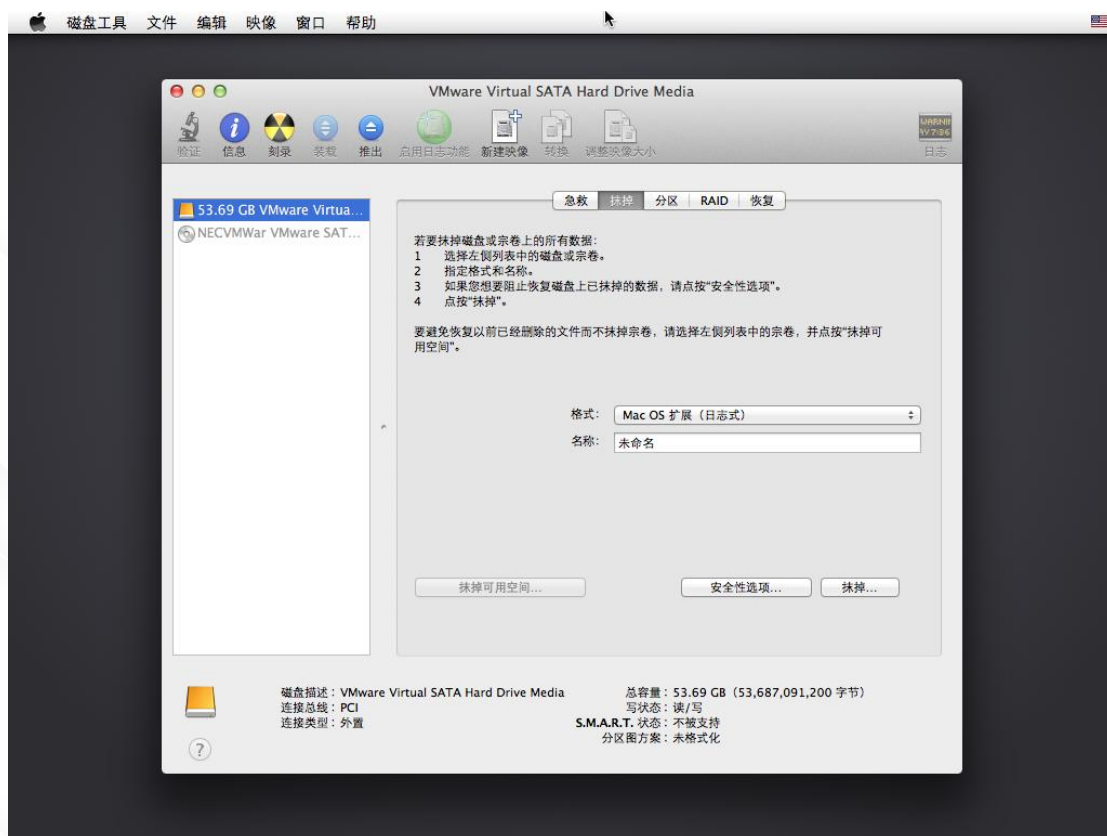 磁盘工具 文件 编辑 映像 窗口 帮助
VMware Virtual SATA Hard Drive Media
验证 信息 刻录 装载 推出 启用日志功能 新建映像 转换 调整映像大小 日志
53.69 GB VMware Virtua...
NECVMWar VMware SAT...
急救 抹掉 分区 RAID 恢复
若要抹掉磁盘或宗卷上的所有数据:
1 选择左侧列表中的磁盘或宗卷。
2 指定格式和名称。
3 如果您想要阻止恢复磁盘上已抹掉的数据,请点按“安全性选项”。
4 点按“抹掉”。
要避免恢复以前已经删除的文件而不抹掉宗卷,请选择左侧列表中的宗卷,并点按“抹掉可
用空间”。
格式: Mac OS 扩展(日志式)
名称: 未命名
抹掉可用空间... 安全性选项... 抹掉...
磁盘描述:VMware Virtual SATA Hard Drive Media 总容量:53.69 GB(53,687,091,200 字节)
连接总线:PCI 写状态:读/写
连接类型:外置 S.M.A.R.T. 状态:不被支持
分区图方案:未格式化
?